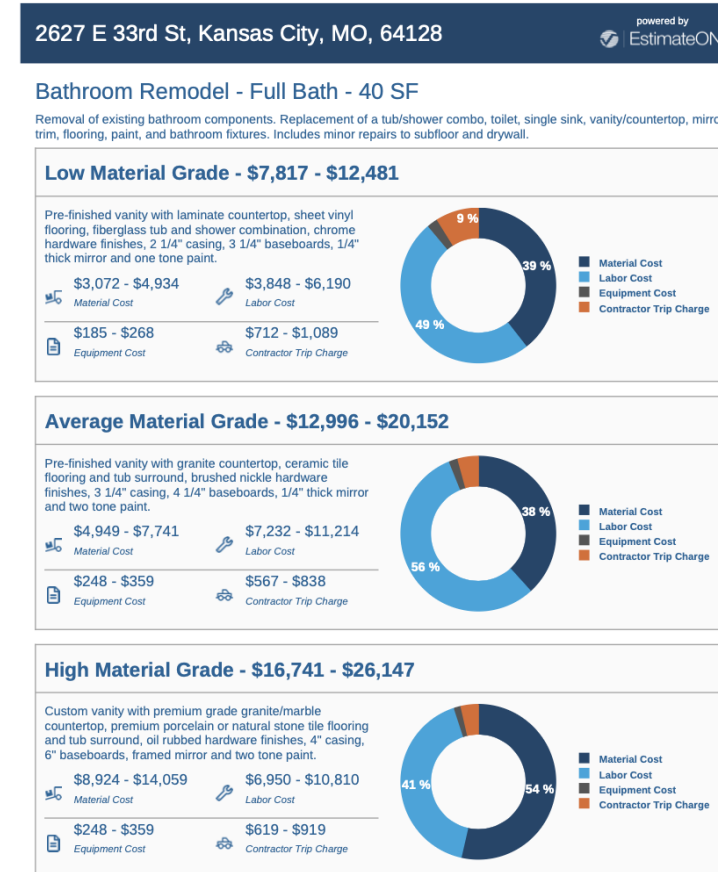 2627 E 33rd St, Kansas City, MO, 64128
powered by
EstimateON
Bathroom Remodel - Full Bath - 40 SF
Removal of existing bathroom components. Replacement of a tub/shower combo, toilet, single sink, vanity/countertop, mirro
trim, flooring, paint, and bathroom fixtures. Includes minor repairs to subfloor and drywall.
Low Material Grade - $7,817 - $12,481
Pre-finished vanity with laminate countertop, sheet vinyl
flooring, fiberglass tub and shower combination, chrome
hardware finishes, 2 1/4" casing, 3 1/4" baseboards, 1/4"
thick mirror and one tone paint.
$3,072 - $4,934
Material Cost
$3,848 - $6,190
Labor Cost
$185 - $268
Equipment Cost
$712 - $1,089
Contractor Trip Charge
9 %
39 %
49 %
Material Cost
Labor Cost
Equipment Cost
Contractor Trip Charge
Average Material Grade - $12,996 - $20,152
Pre-finished vanity with granite countertop, ceramic tile
flooring and tub surround, brushed nickle hardware
finishes, 3 1/4" casing, 4 1/4" baseboards, 1/4" thick mirror
and two tone paint.
$4,949 - $7,741
Material Cost
$7,232 - $11,214
Labor Cost
$248 - $359
Equipment Cost
$567 - $838
Contractor Trip Charge
38 %
56 %
Material Cost
Labor Cost
Equipment Cost
Contractor Trip Charge
High Material Grade - $16,741 - $26,147
Custom vanity with premium grade granite/marble
countertop, premium porcelain or natural stone tile flooring
and tub surround, oil rubbed hardware finishes, 4" casing,
6" baseboards, framed mirror and two tone paint.
$8,924 - $14,059
Material Cost
$6,950 - $10,810
Labor Cost
$248 - $359
Equipment Cost
$619 - $919
Contractor Trip Charge
41 %
54 %
Material Cost
Labor Cost
Equipment Cost
Contractor Trip Charge